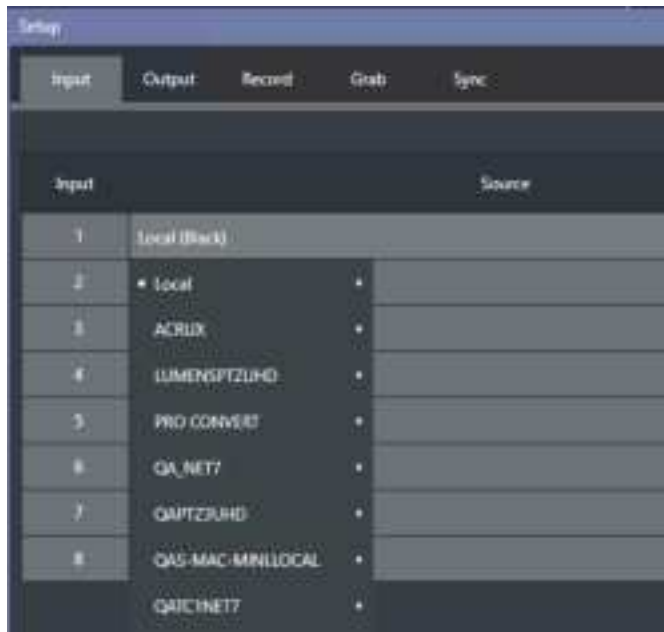 Setup
Input Output Record Grab Sync
Input Source
1 Local (Black)
2 Local
3 ACRUX
4 LUMENSPTZUHD
5 PRO CONVERT
6 QA_NET7
7 QAPTZ3UHD
8 QAS-MAC-MINI.LOCAL
QATC1NET7